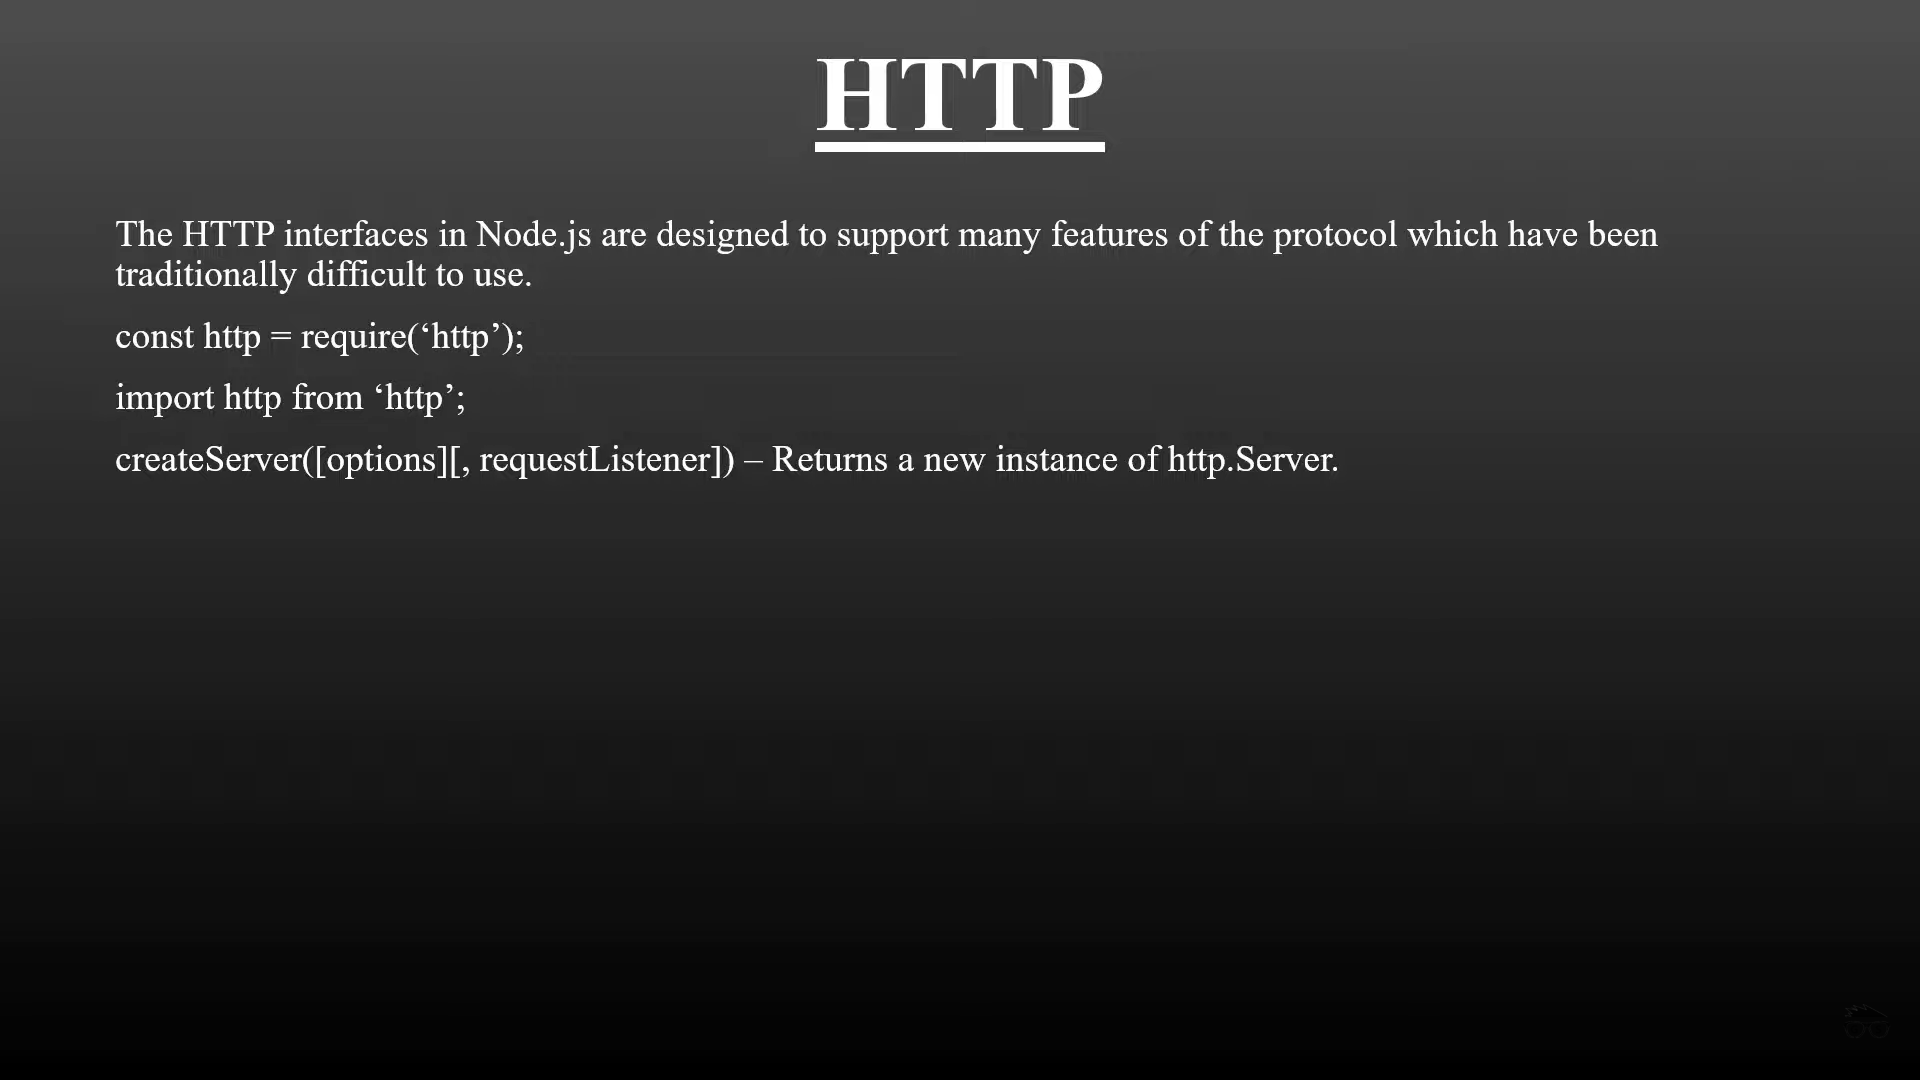 HTTP
The HTTP interfaces in Node.js are designed to support many features of the protocol which have been
traditionally difficult to use.
const http = require(‘http’);
import http from ‘http’;
createServer([options][, requestListener]) – Returns a new instance of http.Server.